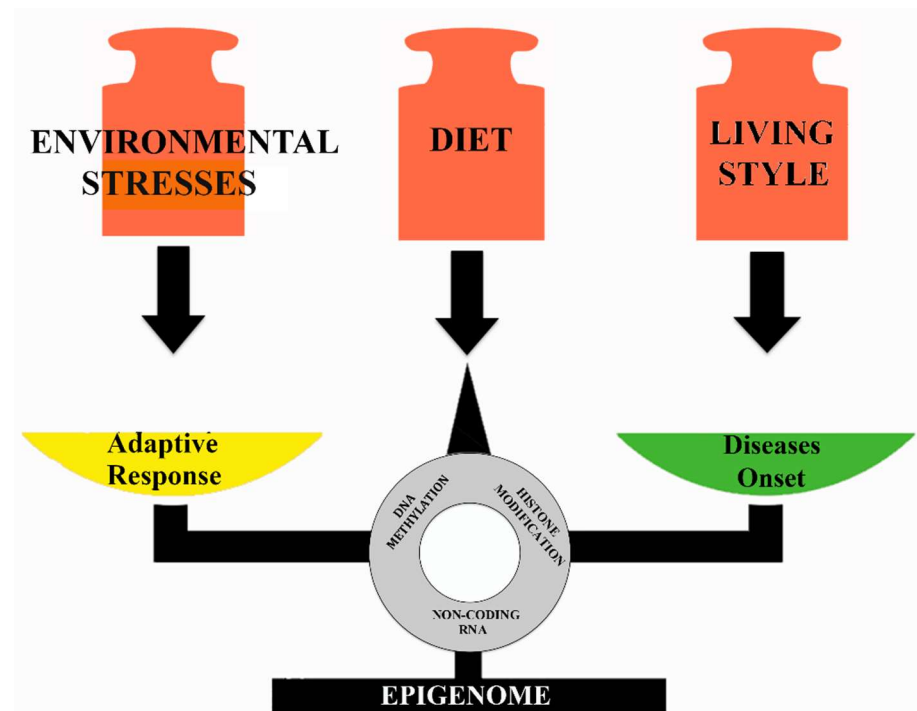 ENVIRONMENTAL
STRESSES
DIET
LIVING
STYLE
Adaptive
Response
Diseases
Onset
DNA
METHYLATION
HISTONE
MODIFICATION
NON-CODING
RNA
EPIGENOME